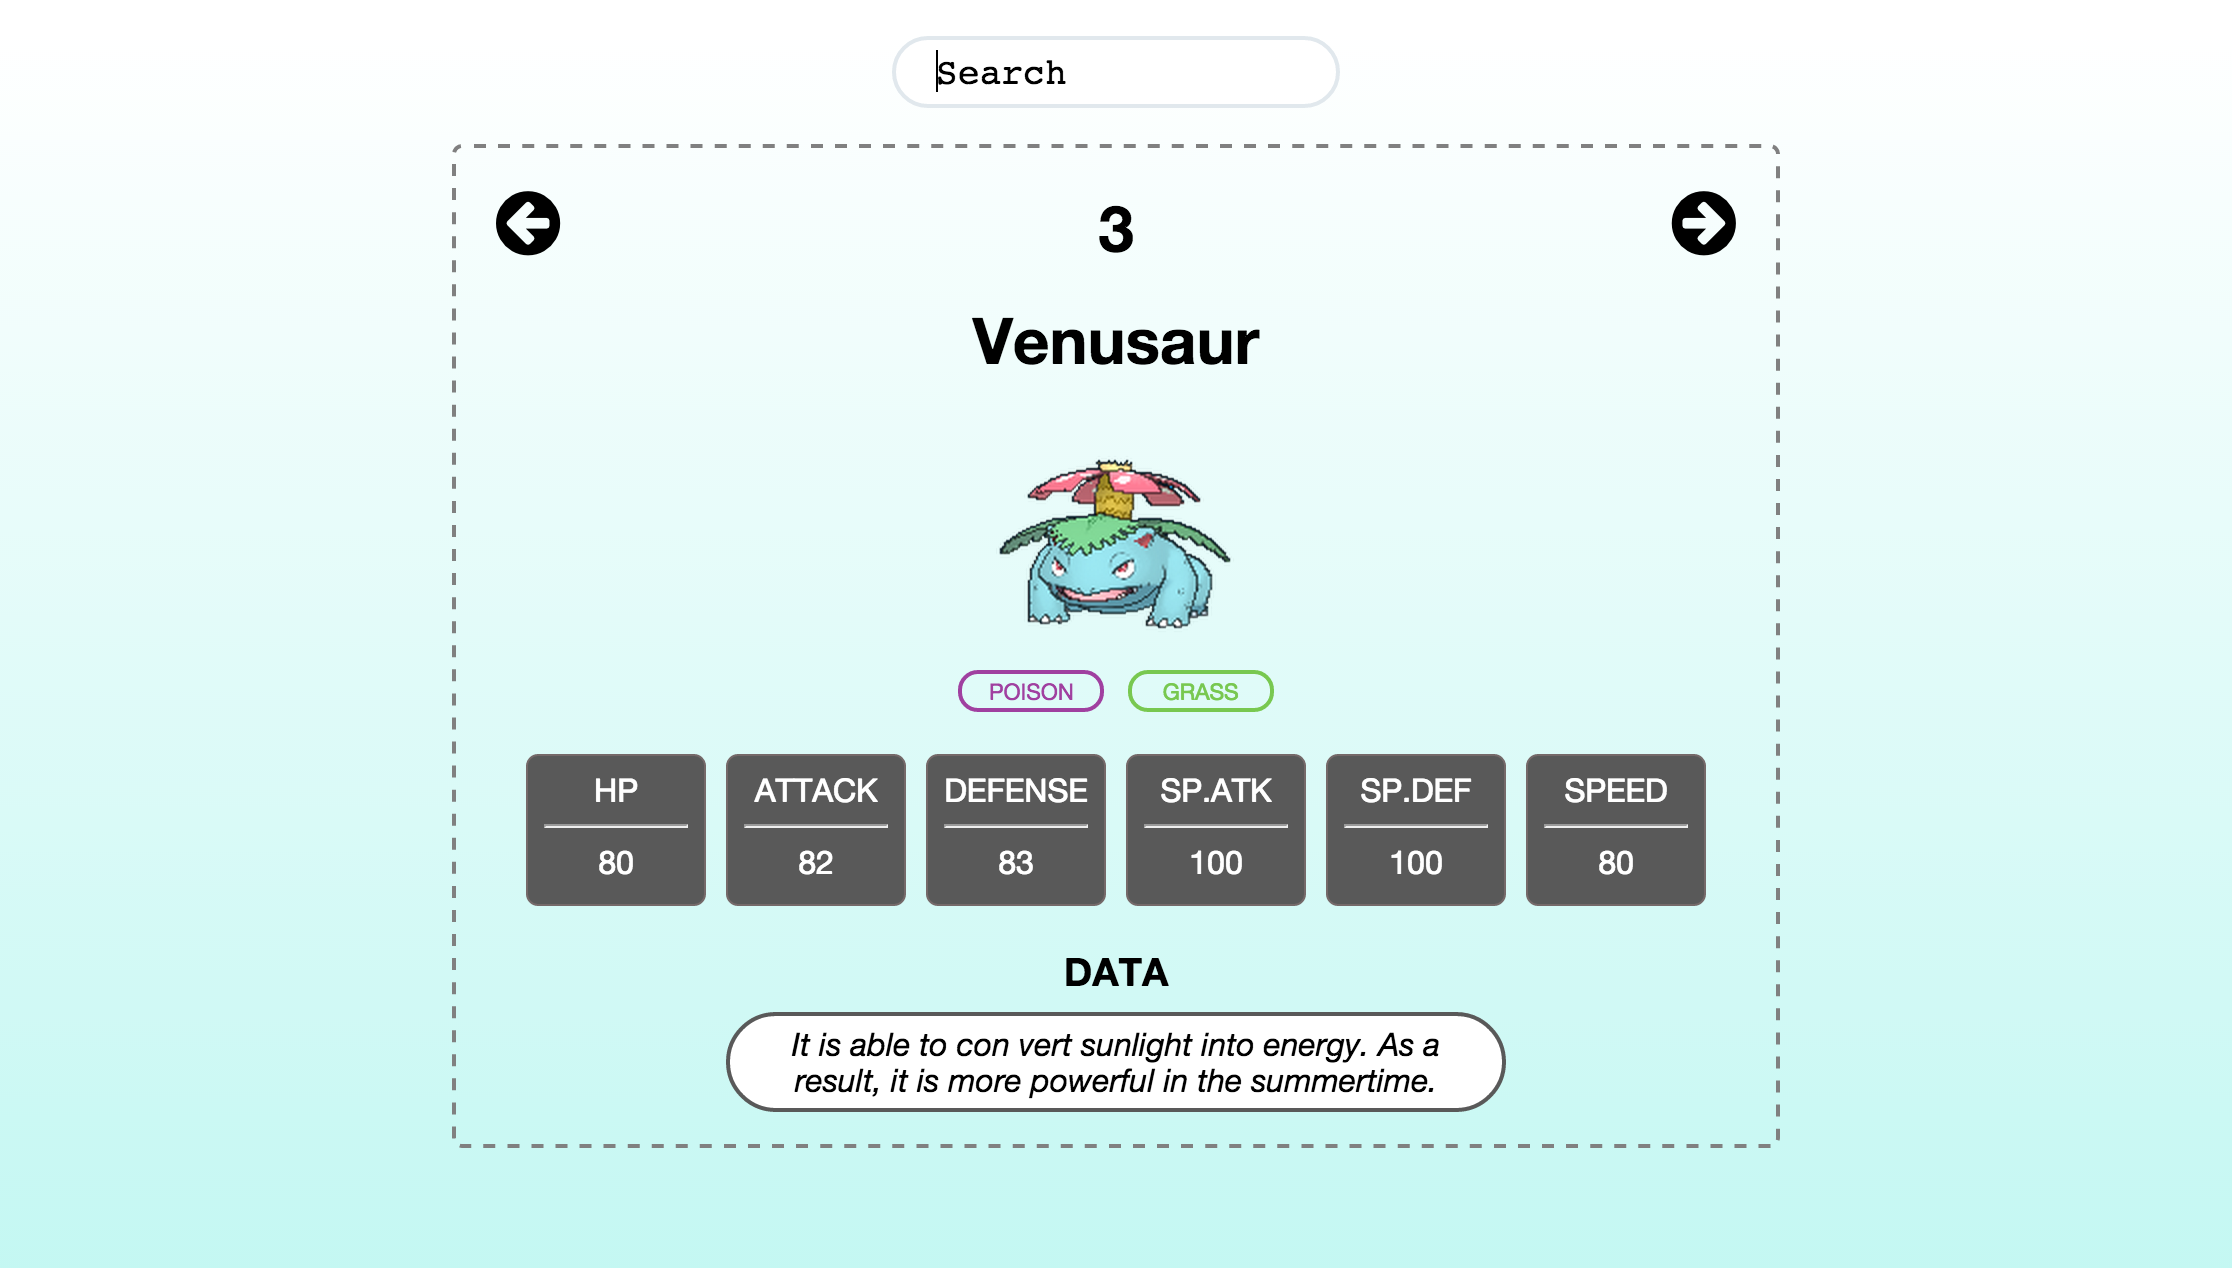 Search
3
Venusaur
POISON GRASS
HP ATTACK DEFENSE SP.ATK SP.DEF SPEED
80 82 83 100 100 80
DATA
It is able to con vert sunlight into energy. As a
result, it is more powerful in the summertime.